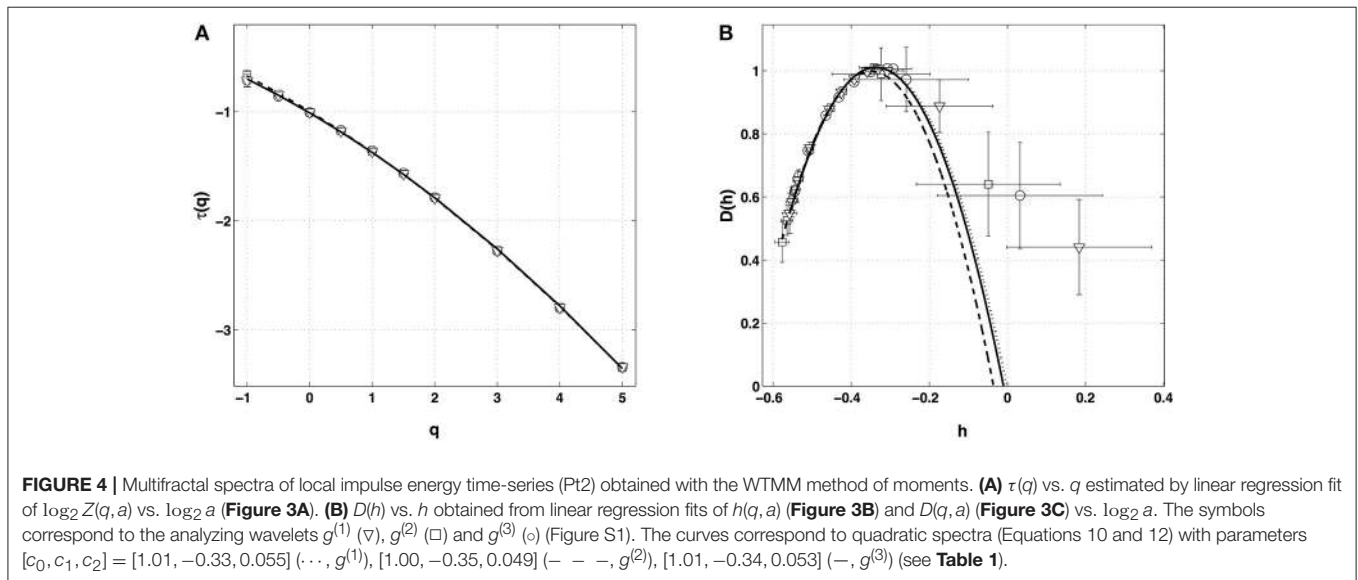 A
τ(q)
−1
−2
−3
−1 0 1 2 3 4 5
q
B
D(h)
1
0.8
0.6
0.4
0.2
0
−0.6 −0.4 −0.2 0 0.2 0.4
h
FIGURE 4 | Multifractal spectra of local impulse energy time-series (Pt2) obtained with the WTMM method of moments. (A) τ(q) vs. q estimated by linear regression fit
of log₂ Z(q, a) vs. log₂ a (Figure 3A). (B) D(h) vs. h obtained from linear regression fits of h(q, a) (Figure 3B) and D(q, a) (Figure 3C) vs. log₂ a. The symbols
correspond to the analyzing wavelets g⁽¹⁾ (▽), g⁽²⁾ (□) and g⁽³⁾ (○) (Figure S1). The curves correspond to quadratic spectra (Equations 10 and 12) with parameters
[c₀, c₁, c₂] = [1.01, −0.33, 0.055] (· · · , g⁽¹⁾), [1.00, −0.35, 0.049] (− − −, g⁽²⁾), [1.01, −0.34, 0.053] (—, g⁽³⁾) (see Table 1).